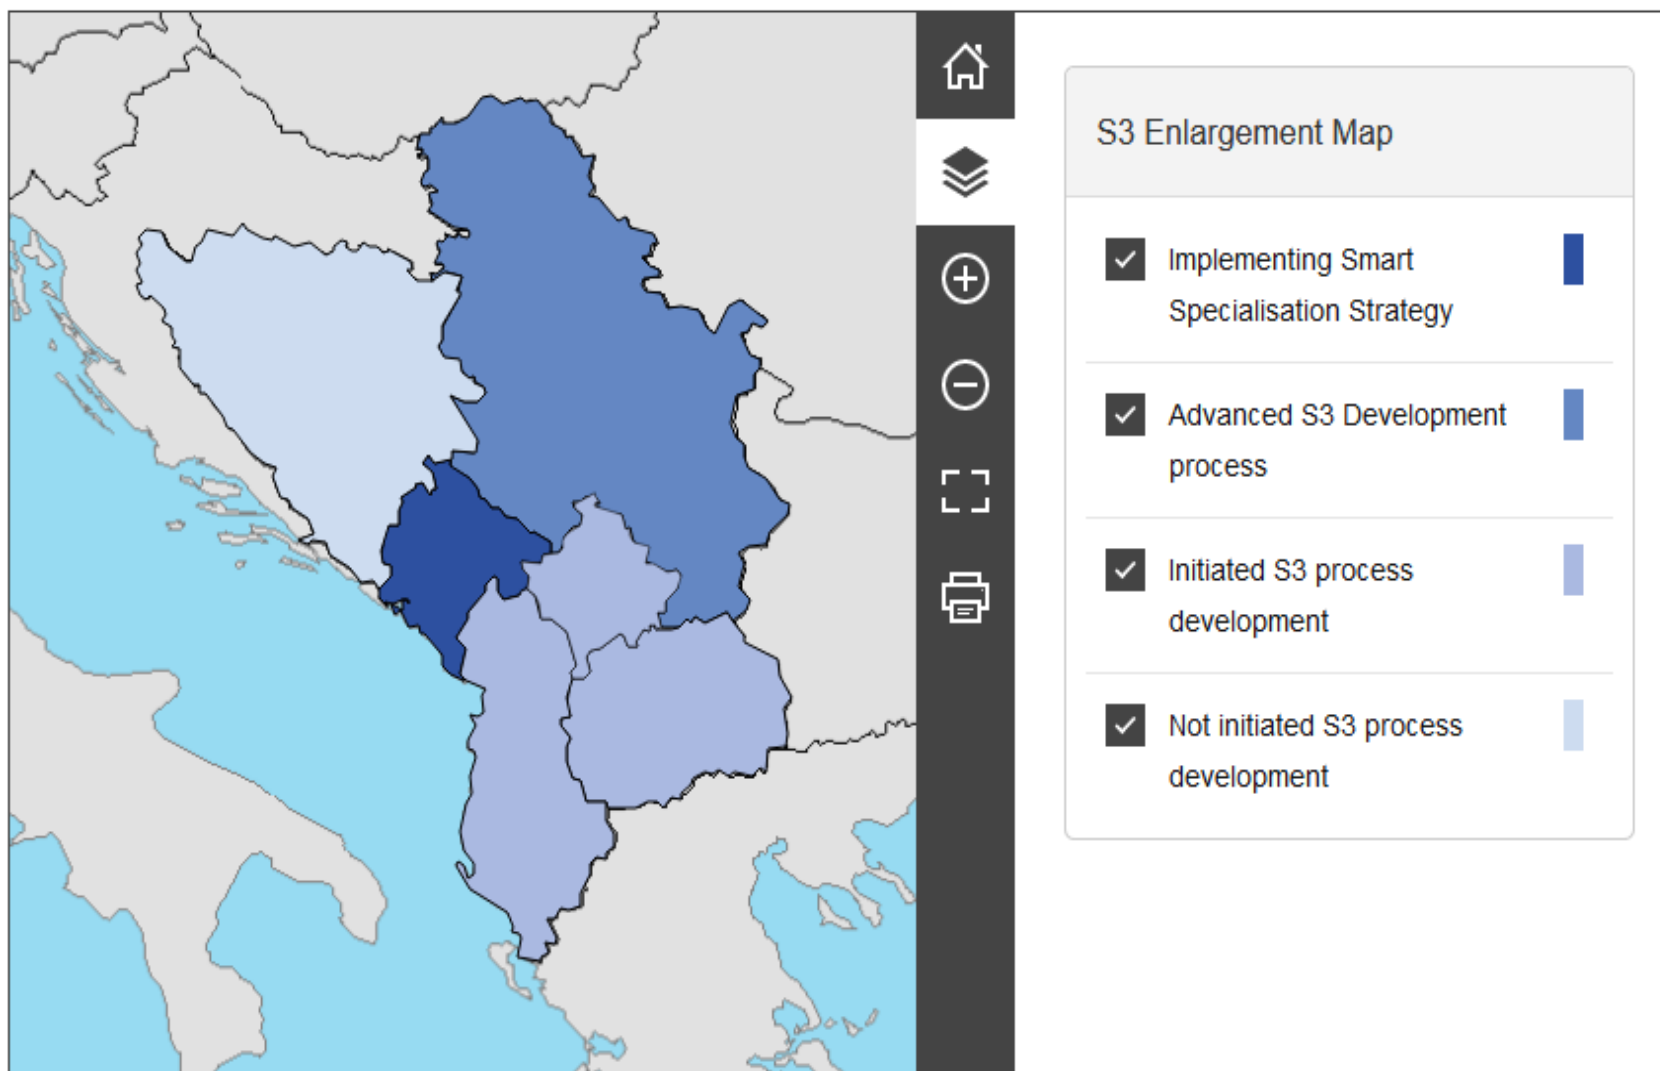 S3 Enlargement Map
Implementing Smart
Specialisation Strategy
Advanced S3 Development
process
Initiated S3 process
development
Not initiated S3 process
development